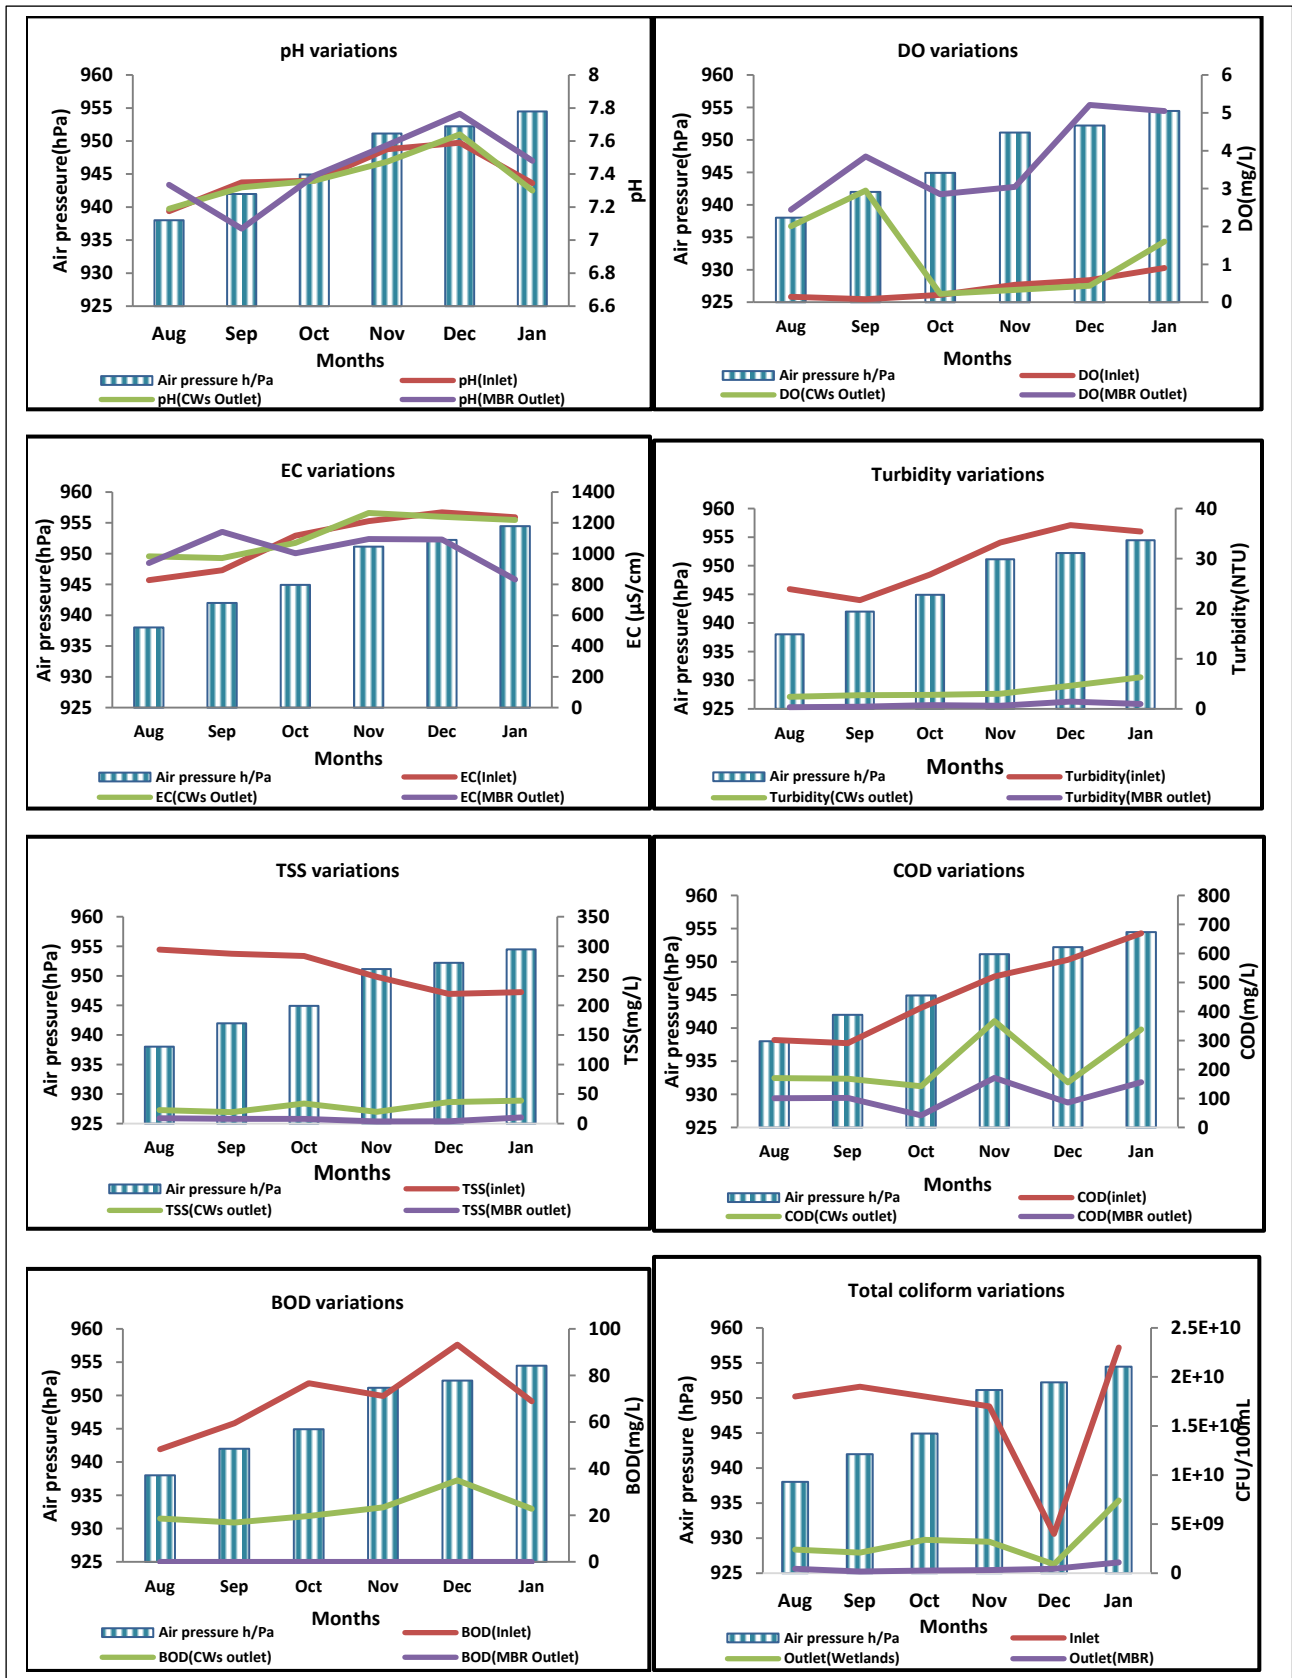 pH variations
960
955
950
945
940
935
930
925
Air presseure(hPa)
8
7.8
7.6
7.4
7.2
7
6.8
6.6
pH
Aug Sep Oct Nov Dec Jan
Months
Air pressure h/Pa pH(Inlet)
pH(CWs Outlet) pH(MBR Outlet)
DO variations
960
955
950
945
940
935
930
925
Air pressure(hPa)
6
5
4
3
2
1
0
DO(mg/L)
Aug Sep Oct Nov Dec Jan
Months
Air pressure h/Pa DO(Inlet)
DO(CWs Outlet) DO(MBR Outlet)
EC variations
960
955
950
945
940
935
930
925
Air presseure(hPa)
1400
1200
1000
800
600
400
200
0
EC (µS/cm)
Aug Sep Oct Nov Dec Jan
Months
Air pressure h/Pa EC(Inlet)
EC(CWs Outlet) EC(MBR Outlet)
Turbidity variations
960
955
950
945
940
935
930
925
Air pressure(hPa)
40
30
20
10
0
Turbidity(NTU)
Aug Sep Oct Nov Dec Jan
Months
Air pressure h/Pa Turbidity(inlet)
Turbidity(CWs outlet) Turbidity(MBR outlet)
TSS variations
960
955
950
945
940
935
930
925
Air pressure(hPa)
350
300
250
200
150
100
50
0
TSS(mg/L)
Aug Sep Oct Nov Dec Jan
Months
Air pressure h/Pa TSS(inlet)
TSS(CWs outlet) TSS(MBR outlet)
COD variations
960
955
950
945
940
935
930
925
Air pressure(hPa)
800
700
600
500
400
300
200
100
0
COD(mg/L)
Aug Sep Oct Nov Dec Jan
Months
Air pressure h/Pa COD(inlet)
COD(CWs outlet) COD(MBR outlet)
BOD variations
960
955
950
945
940
935
930
925
Air pressure(hPa)
100
80
60
40
20
0
BOD(mg/L)
Aug Sep Oct Nov Dec Jan
Months
Air pressure h/Pa BOD(Inlet)
BOD(CWs outlet) BOD(MBR Outlet)
Total coliform variations
960
955
950
945
940
935
930
925
Axir pressure (hPa)
2.5E+10
2E+10
1.5E+10
1E+10
5E+09
0
CFU/100mL
Aug Sep Oct Nov Dec Jan
Months
Air pressure h/Pa Inlet
Outlet(Wetlands) Outlet(MBR)